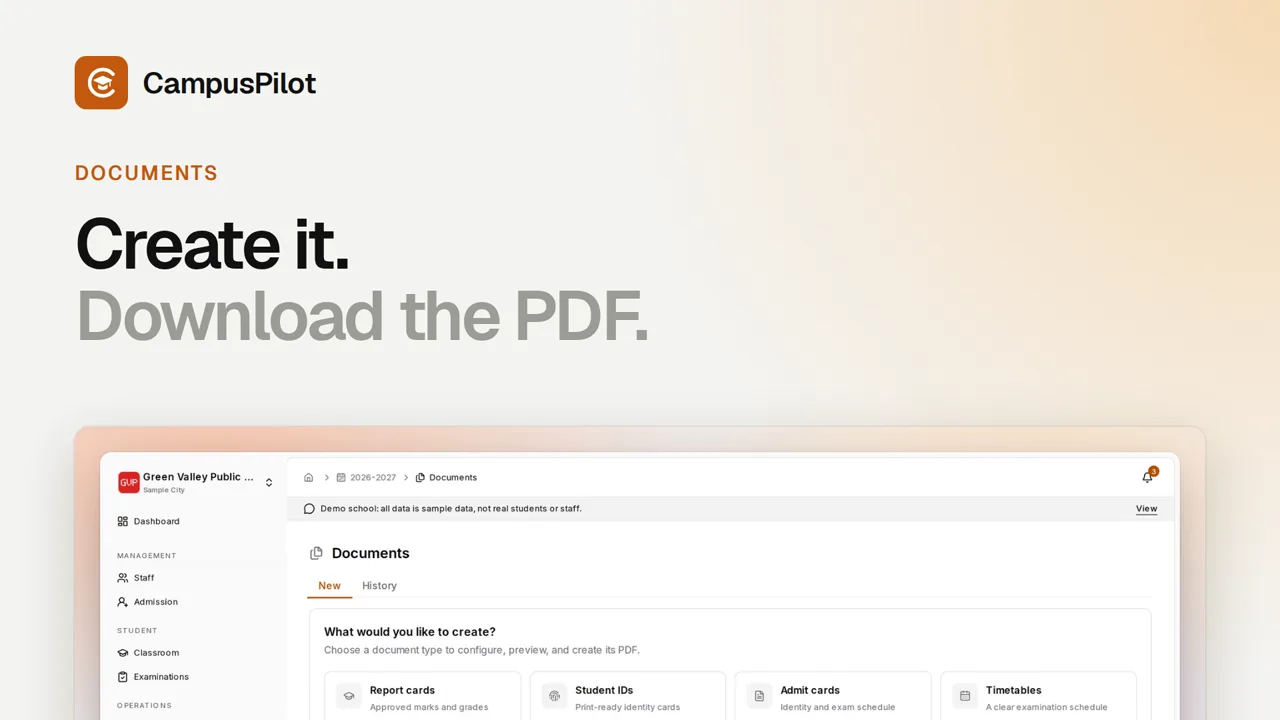 CampusPilot
DOCUMENTS
Create it.
Download the PDF.
GVP
Green Valley Public ...
Sample City
2026-2027
Documents
3
Demo school: all data is sample data, not real students or staff.
View
Dashboard
MANAGEMENT
Staff
Admission
STUDENT
Classroom
Examinations
OPERATIONS
Documents
New
History
What would you like to create?
Choose a document type to configure, preview, and create its PDF.
Report cards
Approved marks and grades
Student IDs
Print-ready identity cards
Admit cards
Identity and exam schedule
Timetables
A clear examination schedule